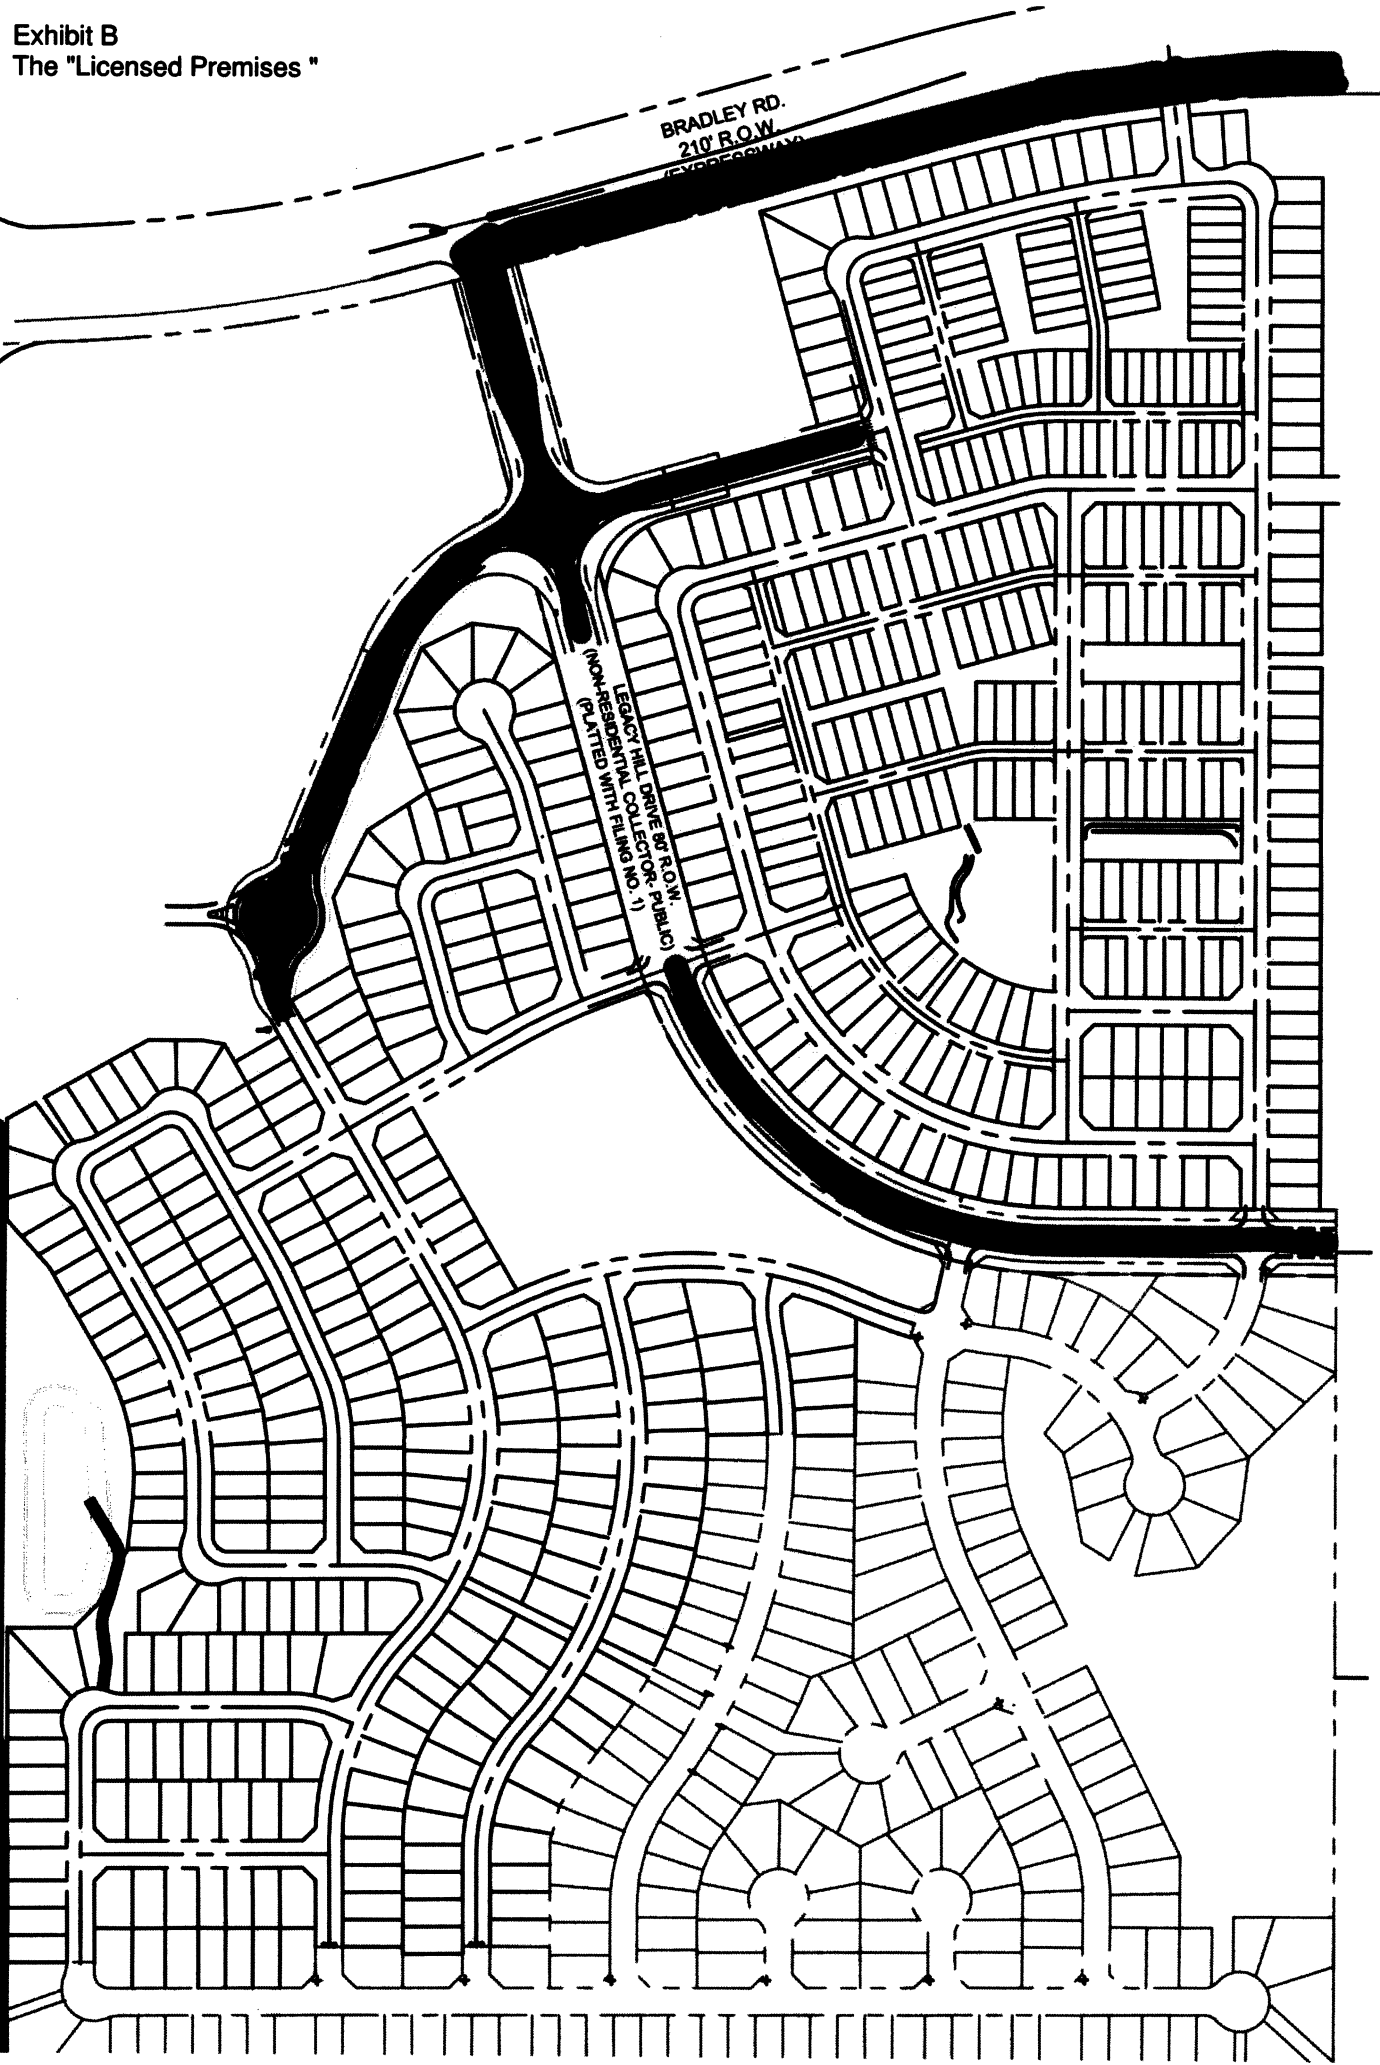 Exhibit B
The "Licensed Premises "
BRADLEY RD.
210' R.O.W.
(EXPRESSWAY)
LEGACY HILL DRIVE 80' R.O.W.
(NON-RESIDENTIAL COLLECTOR- PUBLIC)
(PLATTED WITH FILING NO. 1)